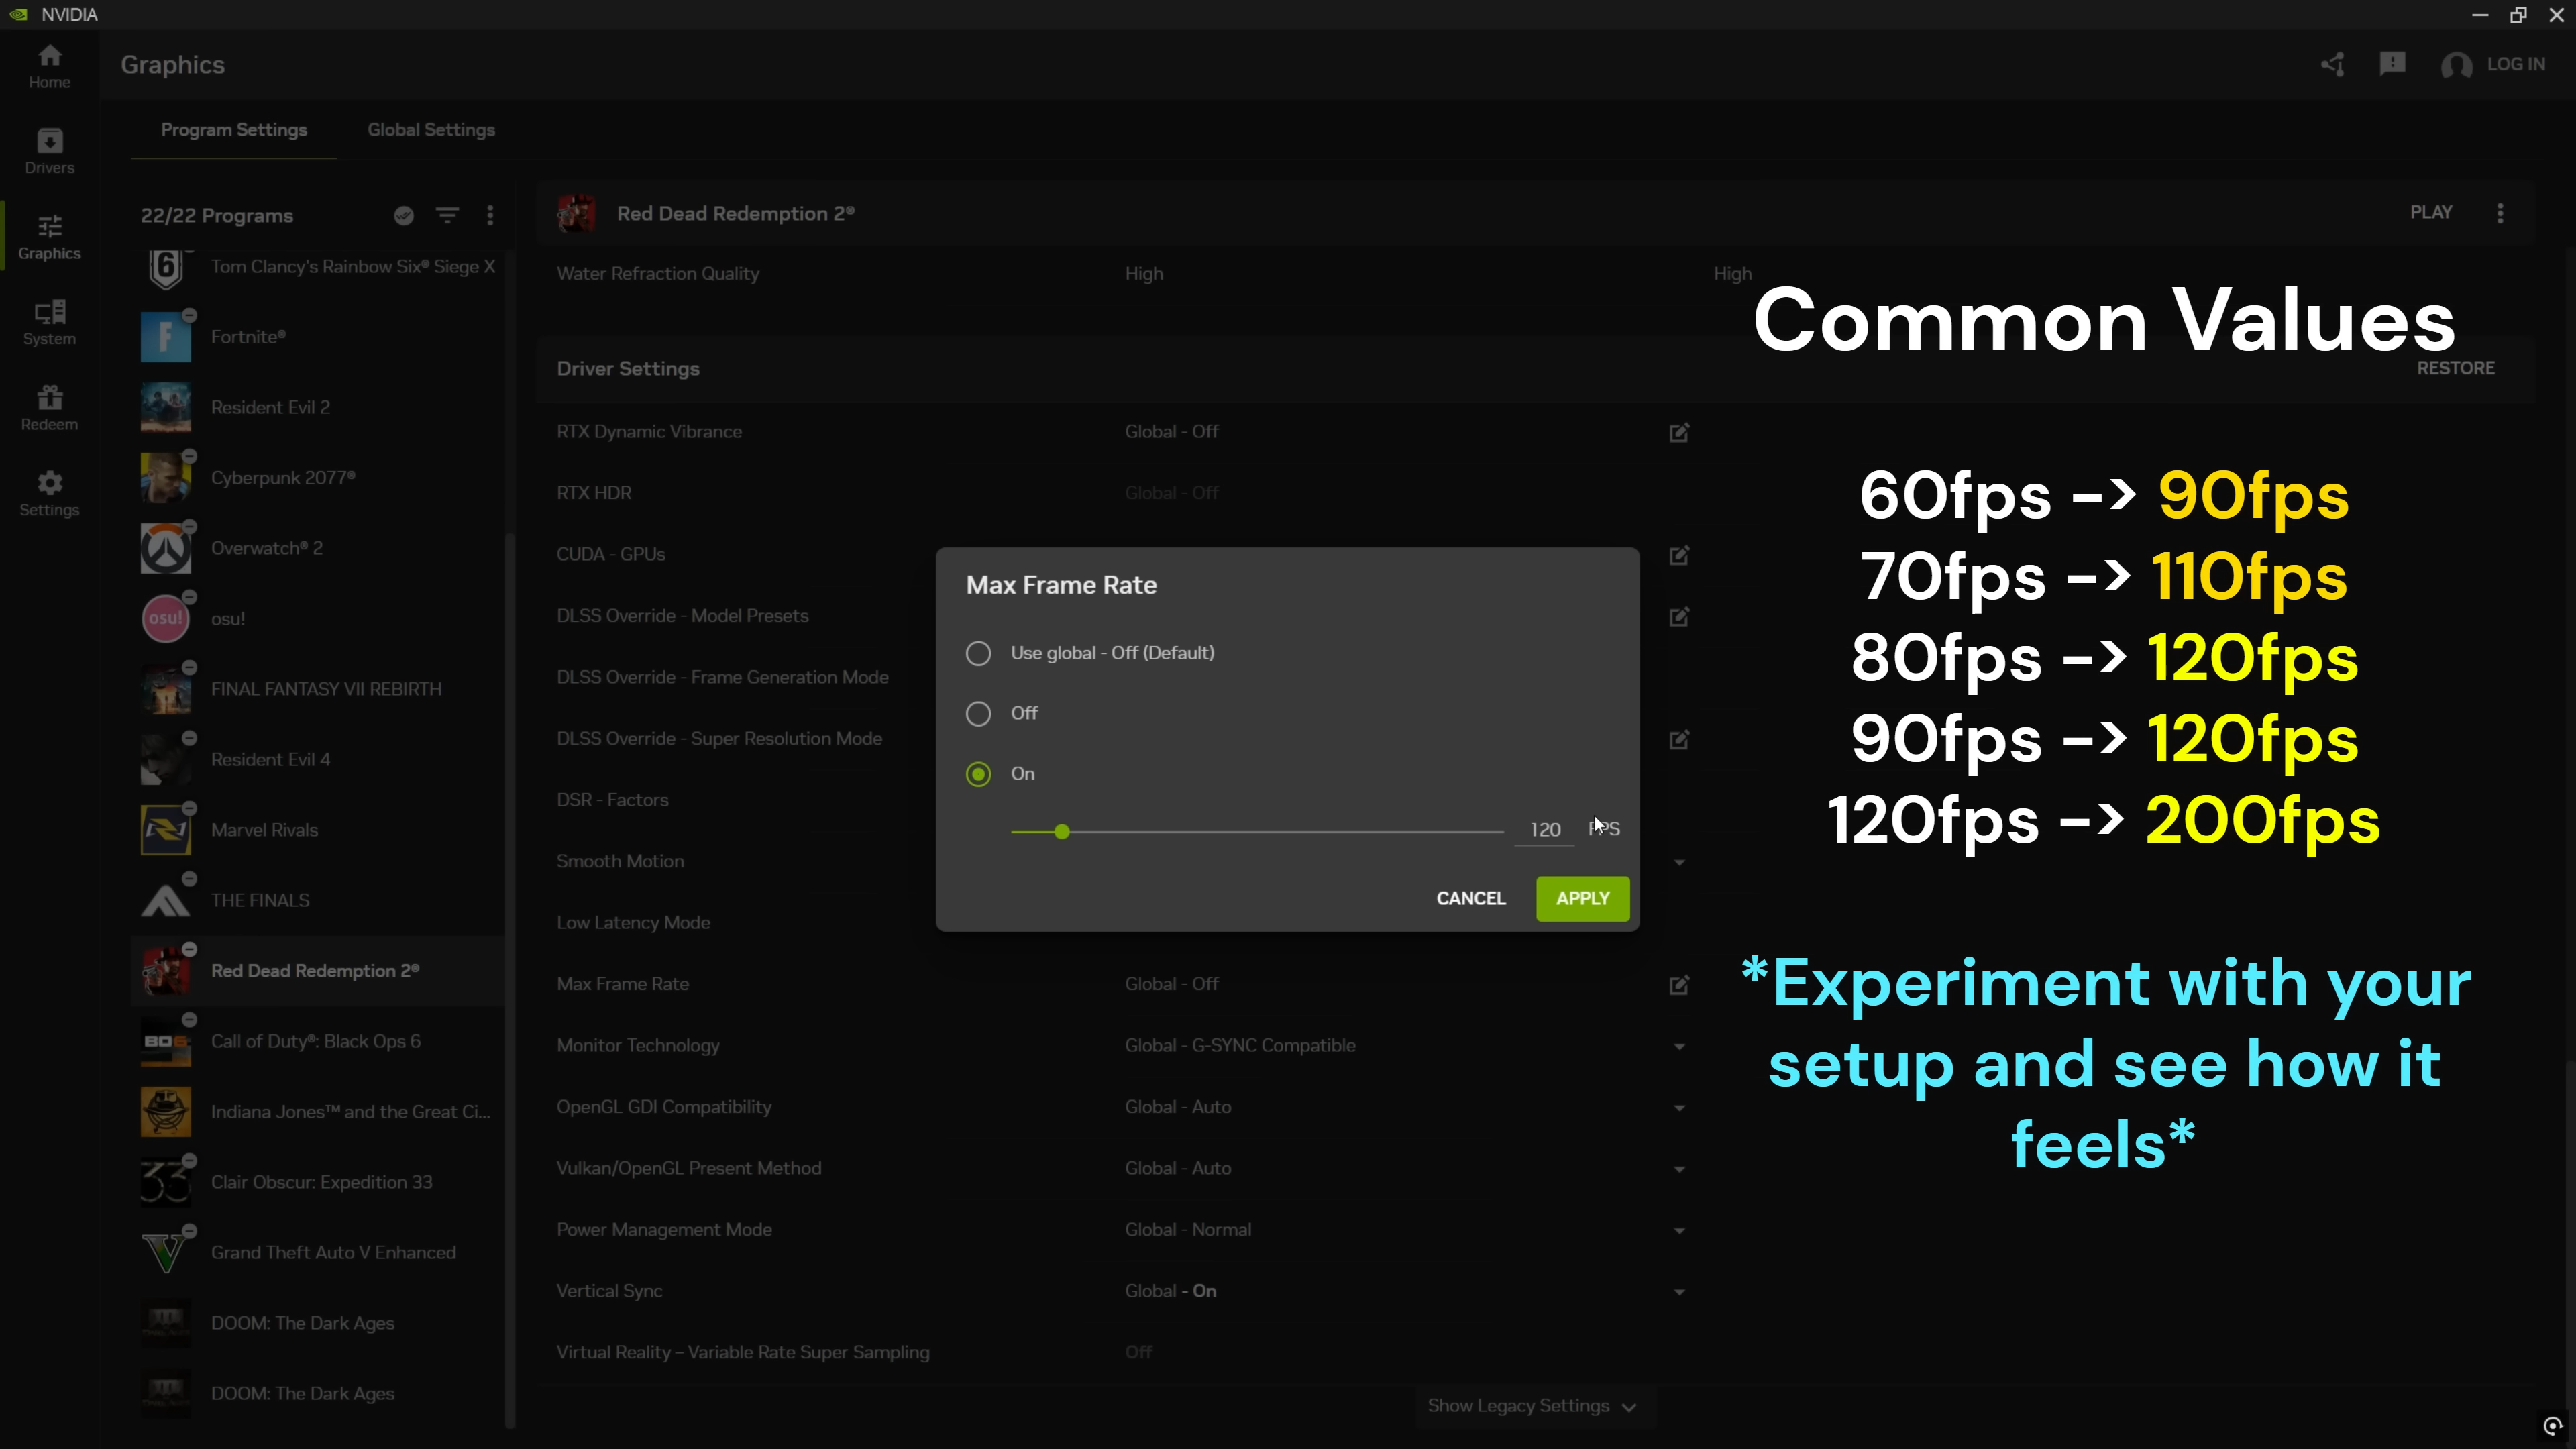 NVIDIA
Home
Graphics
LOG IN
Drivers
Program Settings
Global Settings
Graphics
22/22 Programs
Red Dead Redemption 2®
PLAY
Tom Clancy's Rainbow Six® Siege X
Water Refraction Quality
High
High
Common Values
System
Fortnite®
Driver Settings
RESTORE
Redeem
Resident Evil 2
RTX Dynamic Vibrance
Global - Off
Settings
Cyberpunk 2077®
RTX HDR
Global - Off
60fps -> 90fps
Overwatch® 2
CUDA - GPUs
70fps -> 110fps
osu!
osu!
DLSS Override - Model Presets
80fps -> 120fps
FINAL FANTASY VII REBIRTH
DLSS Override - Frame Generation Mode
90fps -> 120fps
Resident Evil 4
DLSS Override - Super Resolution Mode
120fps -> 200fps
DSR - Factors
Marvel Rivals
Smooth Motion
THE FINALS
Low Latency Mode
Max Frame Rate
Use global - Off (Default)
Off
On
120 FPS
CANCEL
APPLY
Red Dead Redemption 2®
Max Frame Rate
Global - Off
*Experiment with your
setup and see how it
feels*
Call of Duty®: Black Ops 6
BO6
Monitor Technology
Global - G-SYNC Compatible
Indiana Jones™ and the Great Ci...
OpenGL GDI Compatibility
Global - Auto
Clair Obscur: Expedition 33
33
Vulkan/OpenGL Present Method
Global - Auto
Grand Theft Auto V Enhanced
V
Power Management Mode
Global - Normal
DOOM: The Dark Ages
Vertical Sync
Global - On
DOOM: The Dark Ages
Virtual Reality – Variable Rate Super Sampling
Off
Show Legacy Settings